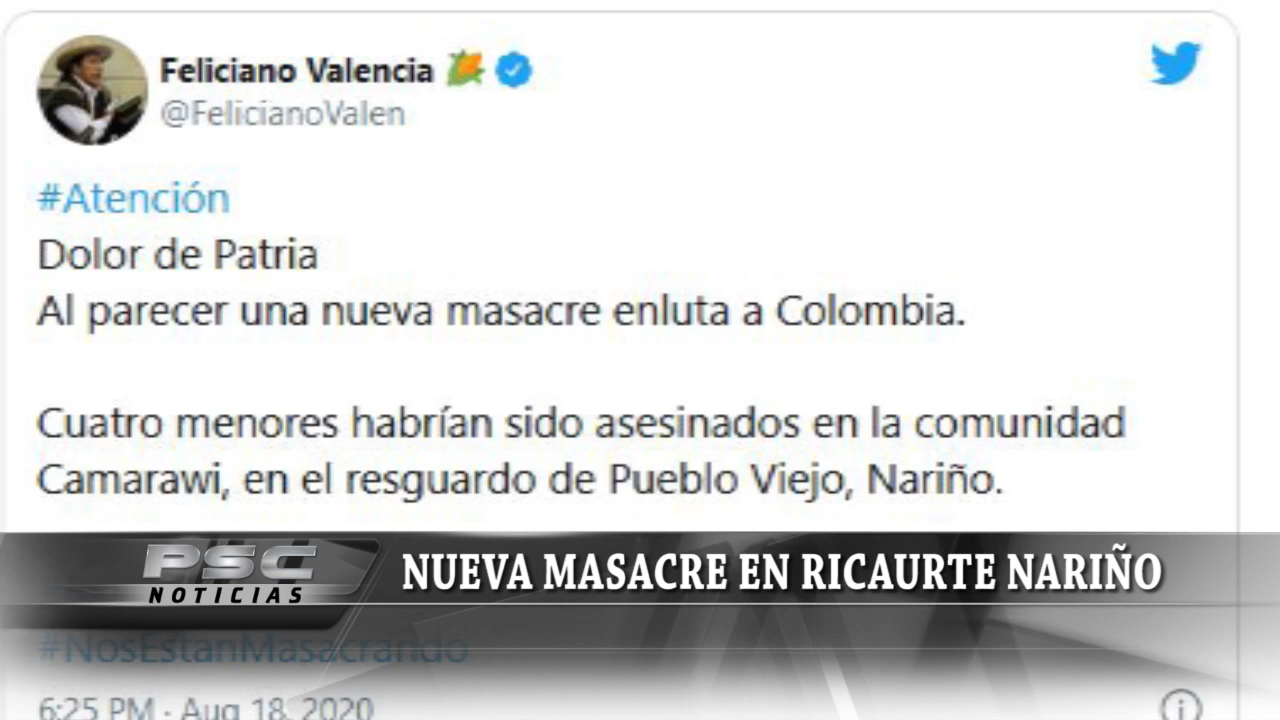 Feliciano Valencia
@FelicianoValen
#Atención
Dolor de Patria
Al parecer una nueva masacre enluta a Colombia.
Cuatro menores habrían sido asesinados en la comunidad
Camarawi, en el resguardo de Pueblo Viejo, Nariño.
PSC
NOTICIAS
NUEVA MASACRE EN RICAURTE NARIÑO
#NosEstanMasacrando
6:25 PM · Aug 18, 2020